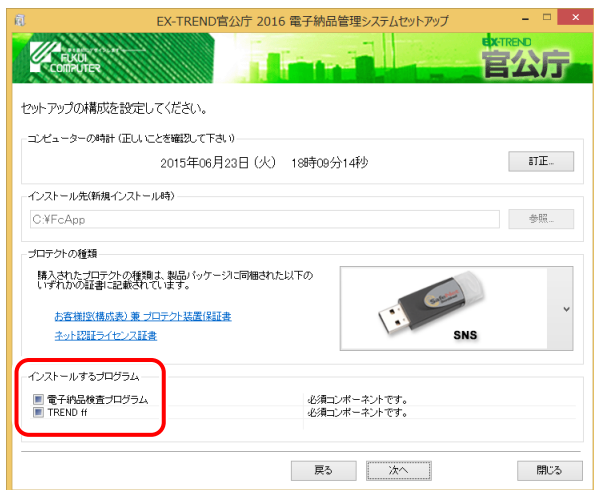 EX-TREND官公庁 2016 電子納品管理システムセットアップ
FUKUI
COMPUTER
EX-TREND
官公庁
セットアップの構成を設定してください。
コンピューターの時計 (正しいことを確認して下さい)
2015年06月23日 (火) 18時09分14秒
訂正...
インストール先(新規インストール時)
C:¥FcApp
参照...
プロテクトの種類
購入されたプロテクトの種類は、製品パッケージに同梱された以下の
いずれかの証書に記載されています。
お客様控(構成表) 兼 プロテクト装置保証書
ネット認証ライセンス証書
SNS
インストールするプログラム
電子納品検査プログラム 必須コンポーネントです。
TREND ff 必須コンポーネントです。
戻る 次へ 閉じる